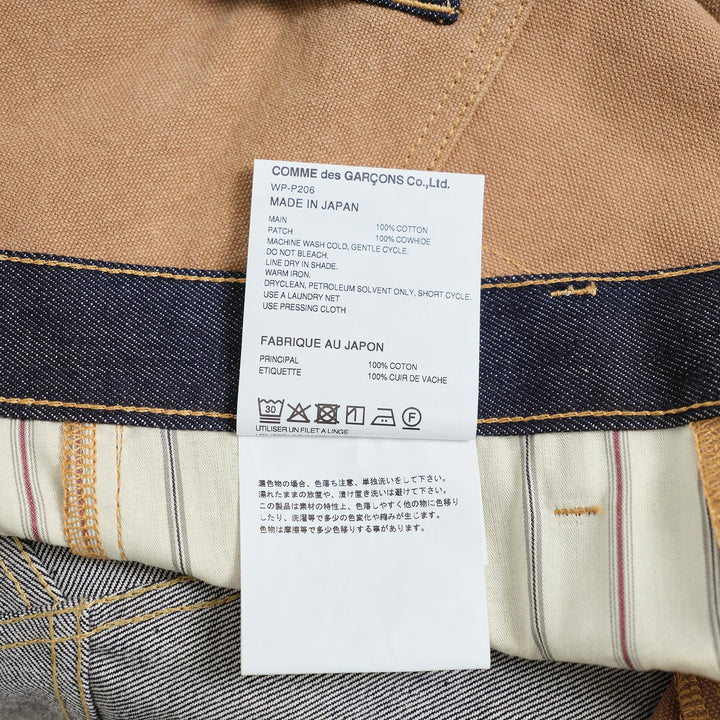 COMME des GARÇONS Co.,Ltd.
WP-P206
MADE IN JAPAN
MAIN 100% COTTON
PATCH 100% COWHIDE
MACHINE WASH COLD, GENTLE CYCLE.
DO NOT BLEACH.
LINE DRY IN SHADE.
WARM IRON.
DRYCLEAN, PETROLEUM SOLVENT ONLY, SHORT CYCLE.
USE A LAUNDRY NET
USE PRESSING CLOTH
FABRIQUE AU JAPON
PRINCIPAL 100% COTON
ETIQUETTE 100% CUIR DE VACHE
30 F
UTILISER UN FILET A LINGE
濃色物の場合、色落ち注意、単独洗いをして下さい。
濡れたままの放置や、漬け置き洗いは避けて下さい。
この製品は素材の特性上、色落しやすく他の物に色移り
したり、洗濯等で多少の色変化や縮みが生じます。
色物は摩擦等で多少色移りする事があります。